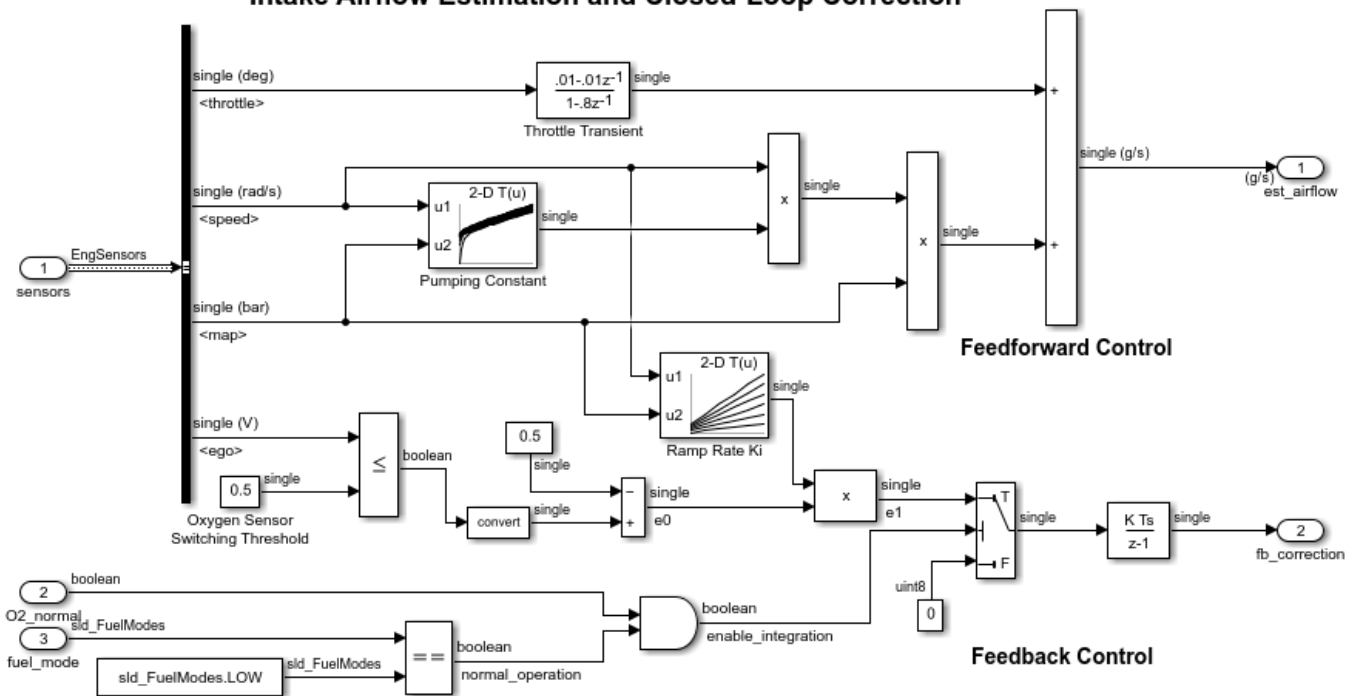 Intake Airflow Estimation and Closed-Loop Correction
single (deg)
<throttle>
.01-.01z-1
1-.8z-1
single
Throttle Transient
+
single (rad/s)
<speed>
2-D T(u)
u1
u2
single
Pumping Constant
x
single
x
single
+
single (g/s)
(g/s)
1
est_airflow
1
sensors
EngSensors
single (bar)
<map>
Feedforward Control
2-D T(u)
u1
u2
single
Ramp Rate Ki
single (V)
<ego>
0.5
single
Oxygen Sensor
Switching Threshold
≤
boolean
convert
single
0.5
single
−
+
single
e0
x
single
e1
T
F
uint8
0
single
K Ts
z-1
single
2
fb_correction
2
O2_normal
boolean
3
fuel_mode
sld_FuelModes
sld_FuelModes.LOW
sld_FuelModes
==
boolean
normal_operation
boolean
enable_integration
Feedback Control